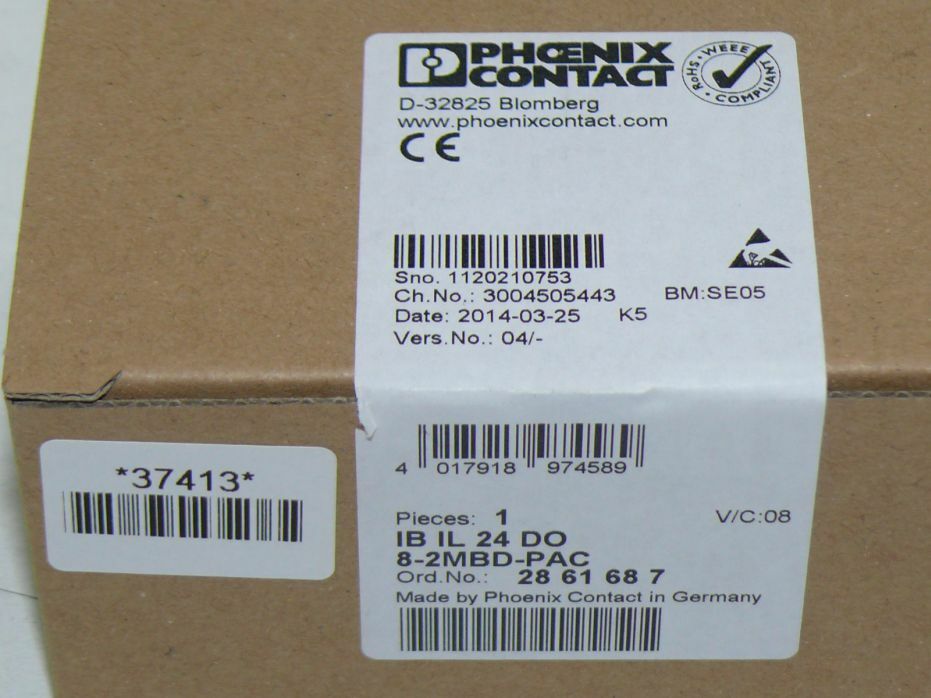 PHŒNIX
CONTACT
RoHS · WEEE · COMPLIANT
D-32825 Blomberg
www.phoenixcontact.com
CE
Sno. 1120210753
Ch.No.: 3004505443
BM:SE05
Date: 2014-03-25 K5
Vers.No.: 04/-
4 017918 974589
*37413*
Pieces: 1 V/C:08
IB IL 24 DO
8-2MBD-PAC
Ord.No.: 28 61 68 7
Made by Phoenix Contact in Germany